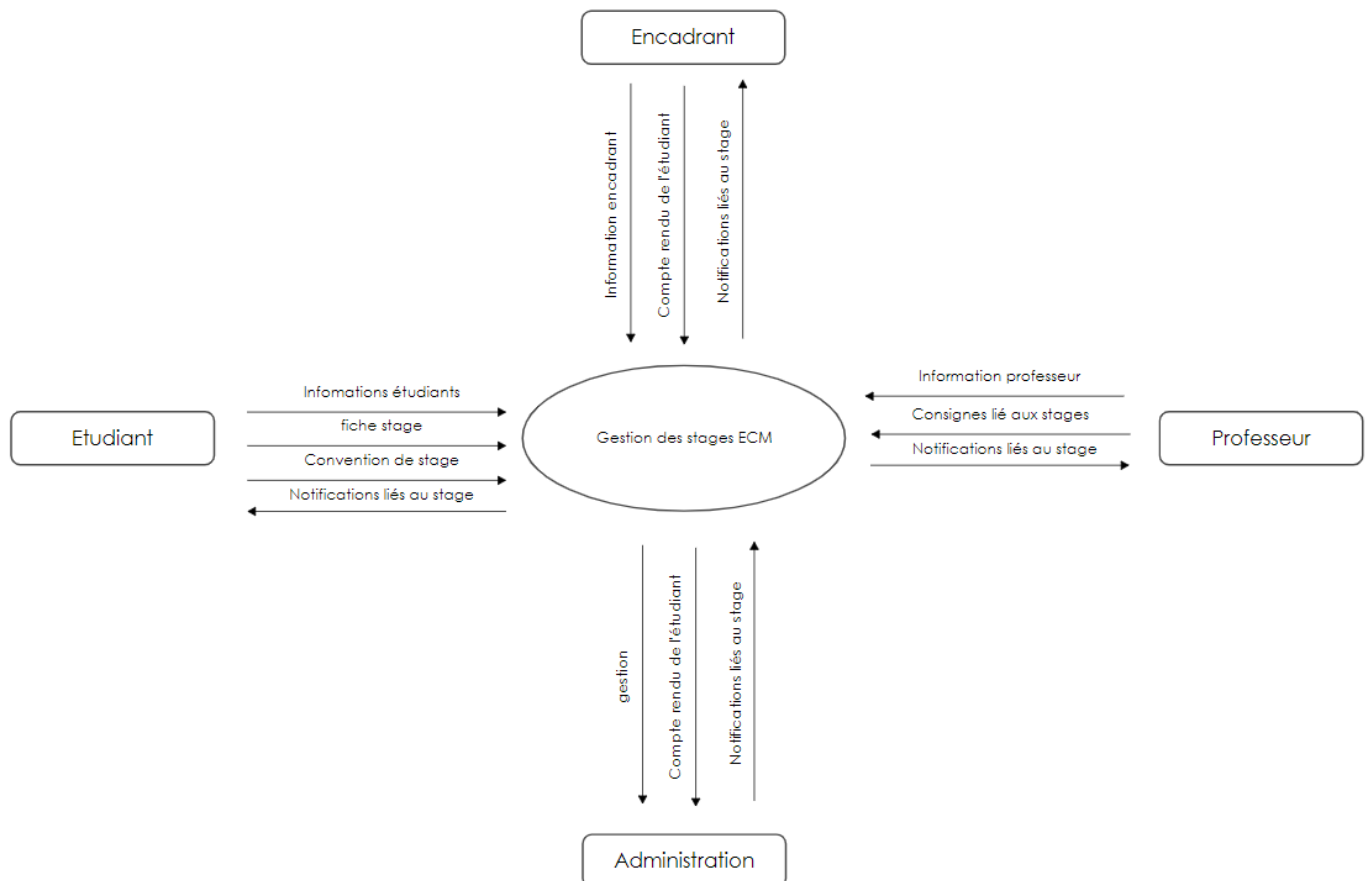 Encadrant
Information encadrant
Compte rendu de l'étudiant
Notifications liés au stage
Infomations étudiants
fiche stage
Convention de stage
Notifications liés au stage
Etudiant
Gestion des stages ECM
Information professeur
Consignes lié aux stages
Notifications liés au stage
Professeur
gestion
Compte rendu de l'étudiant
Notifications liés au stage
Administration